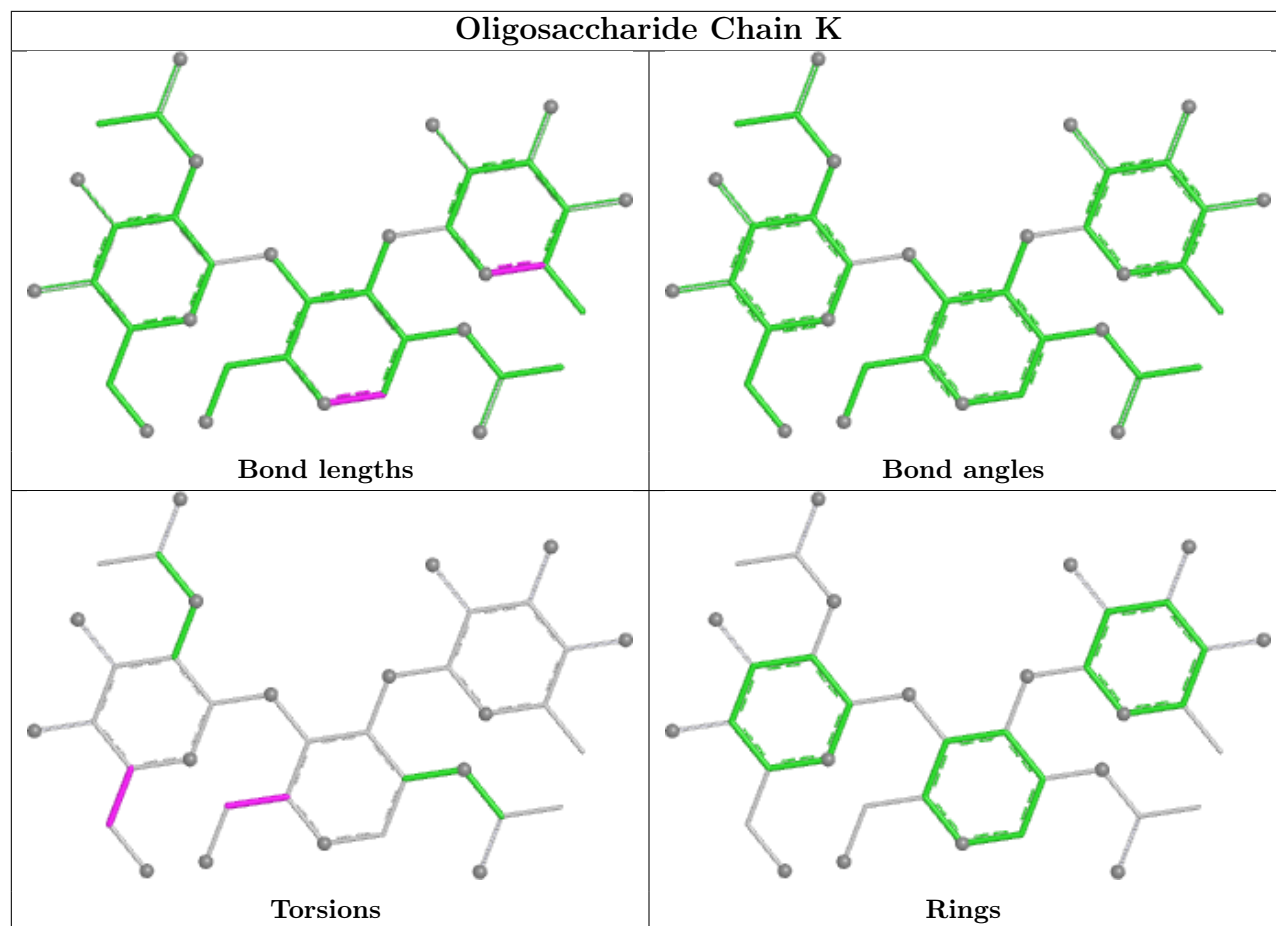 Oligosaccharide Chain K
Bond lengths
Bond angles
Torsions
Rings